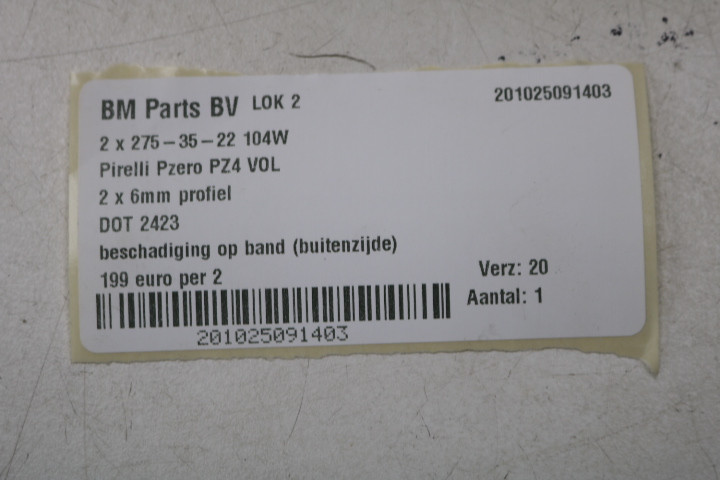 BM Parts BV LOK 2 201025091403
2 x 275-35-22 104W
Pirelli Pzero PZ4 VOL
2 x 6mm profiel
DOT 2423
beschadiging op band (buitenzijde)
199 euro per 2 Verz: 20
Aantal: 1
201025091403